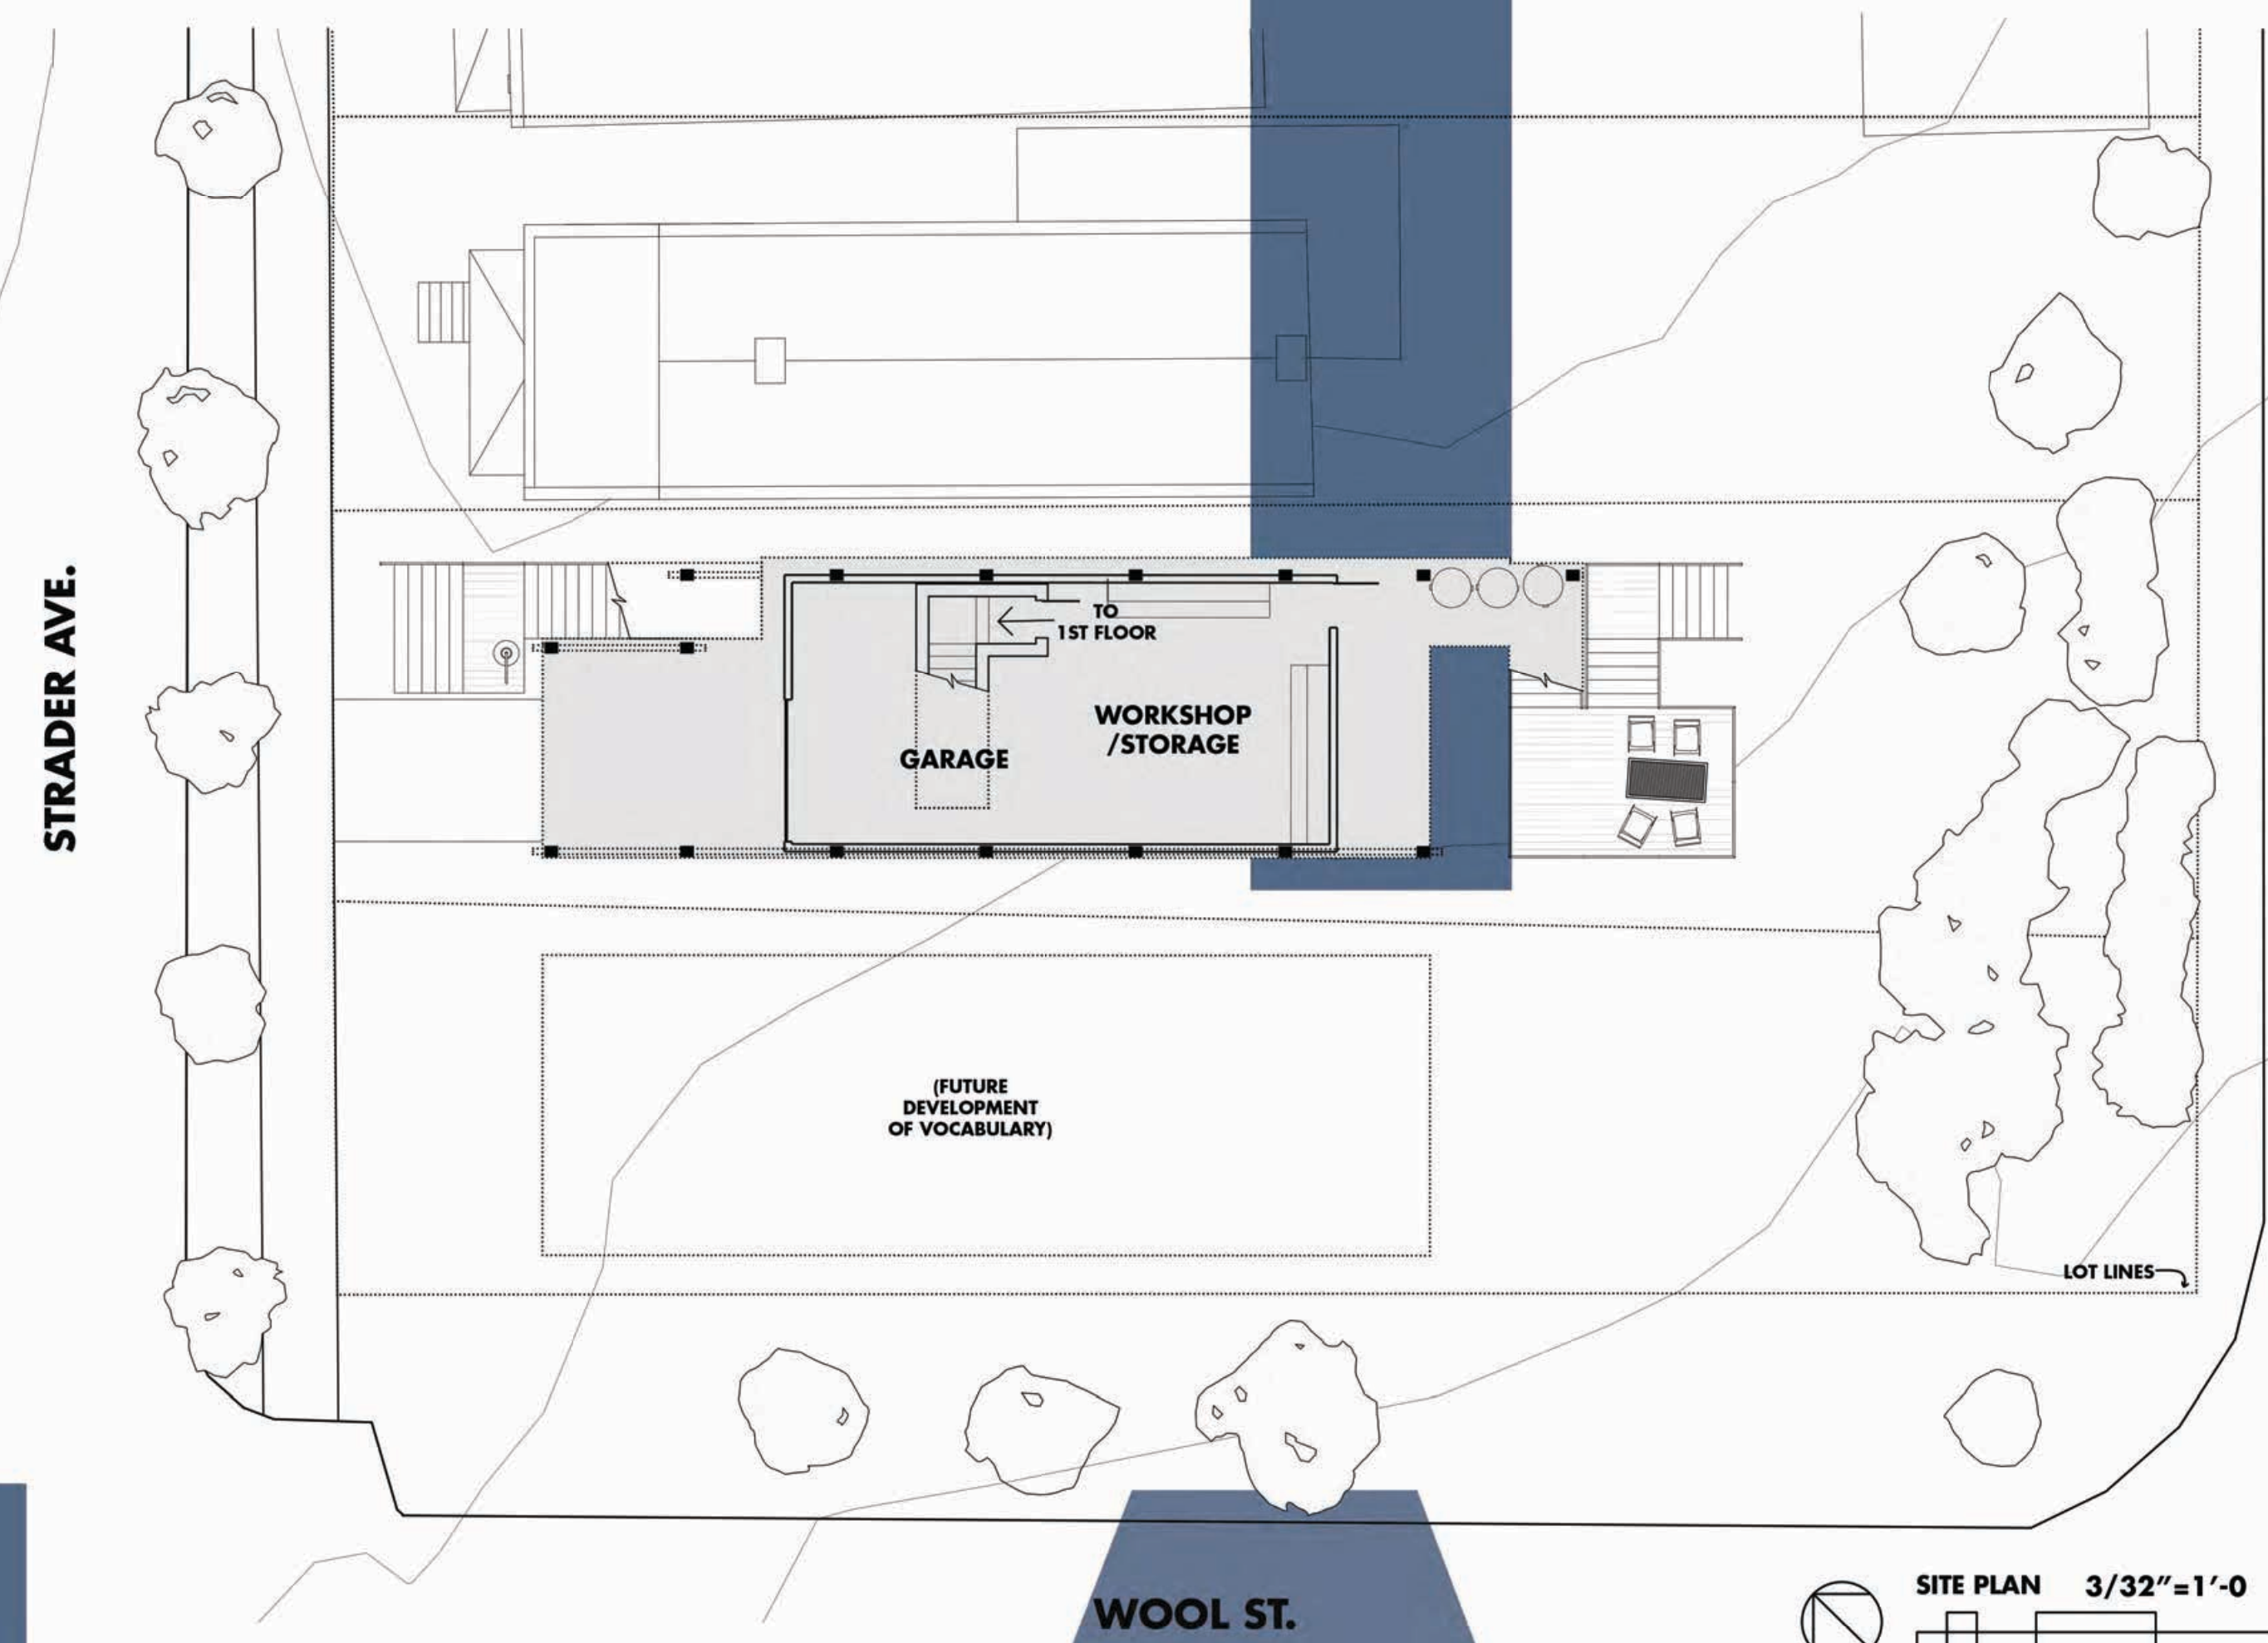 STRADER AVE.
TO
1ST FLOOR
WORKSHOP
/STORAGE
GARAGE
(FUTURE
DEVELOPMENT
OF VOCABULARY)
LOT LINES
WOOL ST.
SITE PLAN 3/32"=1'-0